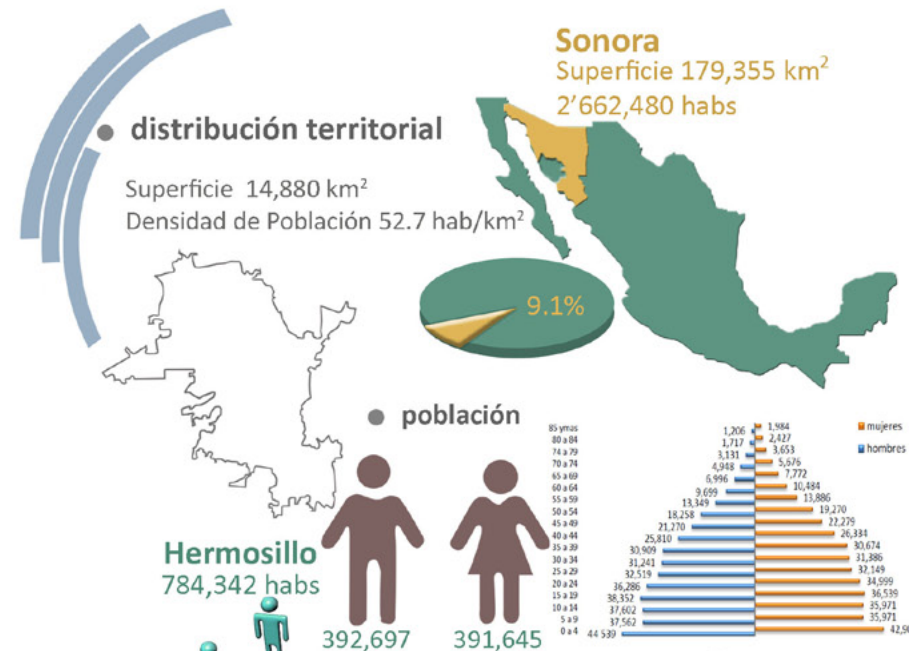 Sonora
Superficie 179,355 km²
2'662,480 habs
distribución territorial
Superficie 14,880 km²
Densidad de Población 52.7 hab/km²
9.1%
población
Hermosillo
784,342 habs
392,697
391,645
mujeres
hombres
85 ymas
80 a 84
74 a 79
70 a 74
65 a 69
60 a 64
55 a 59
50 a 54
45 a 49
40 a 44
35 a 39
30 a 34
25 a 29
20 a 24
15 a 19
10 a 14
5 a 9
0 a 4
1,206
1,717
3,131
4,948
6,996
9,699
13,349
18,258
21,270
25,810
30,909
31,241
32,519
36,286
38,352
37,602
37,562
44 539
1,984
2,427
3,653
5,676
7,772
10,484
13,886
19,270
22,279
26,334
30,674
31,386
32,149
34,999
36,539
35,971
35,971